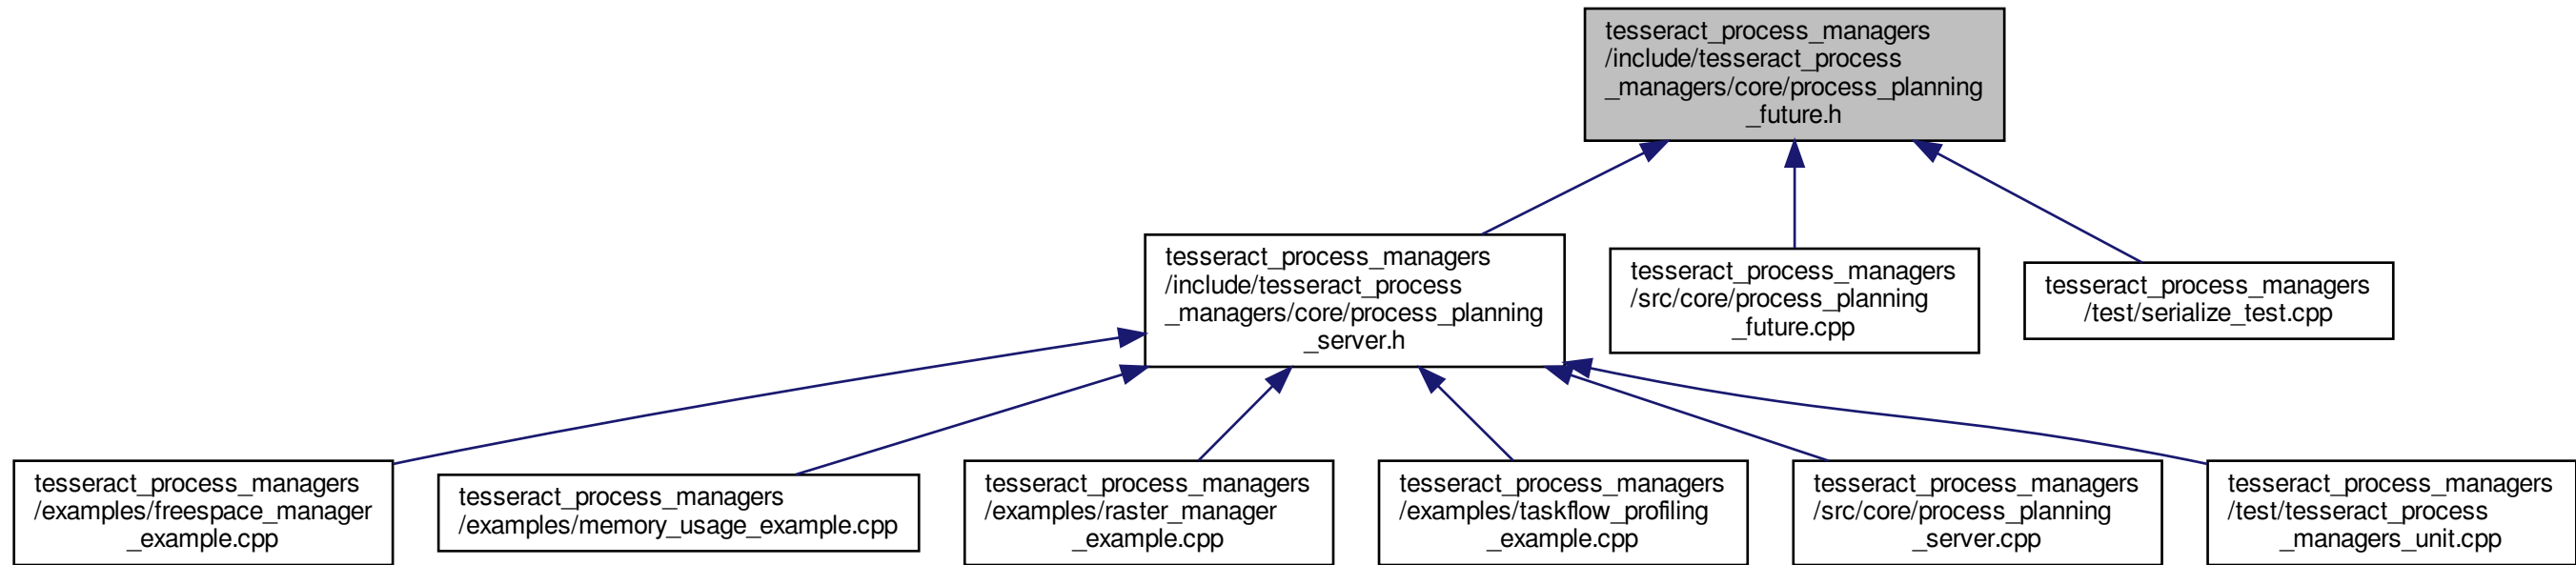 tesseract_process_managers
/include/tesseract_process
_managers/core/process_planning
_future.h
tesseract_process_managers
/include/tesseract_process
_managers/core/process_planning
_server.h
tesseract_process_managers
/src/core/process_planning
_future.cpp
tesseract_process_managers
/test/serialize_test.cpp
tesseract_process_managers
/examples/freespace_manager
_example.cpp
tesseract_process_managers
/examples/memory_usage_example.cpp
tesseract_process_managers
/examples/raster_manager
_example.cpp
tesseract_process_managers
/examples/taskflow_profiling
_example.cpp
tesseract_process_managers
/src/core/process_planning
_server.cpp
tesseract_process_managers
/test/tesseract_process
_managers_unit.cpp